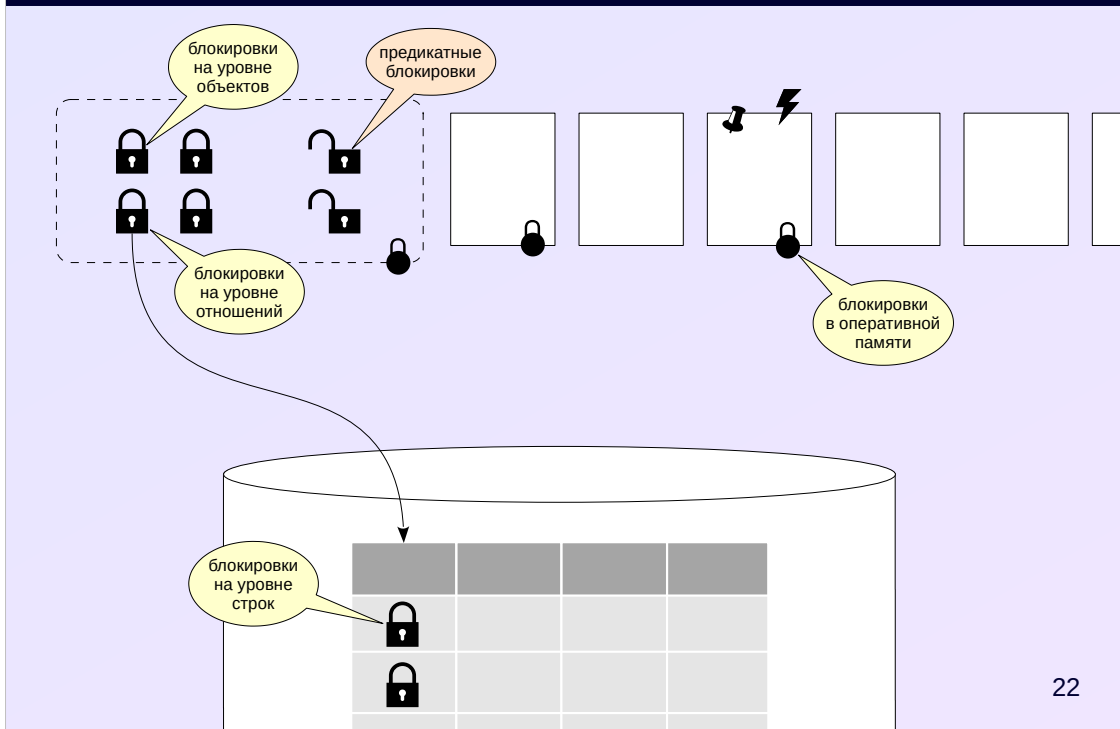 блокировки
на уровне
объектов
предикатные
блокировки
блокировки
на уровне
отношений
блокировки
в оперативной
памяти
блокировки
на уровне
строк
22